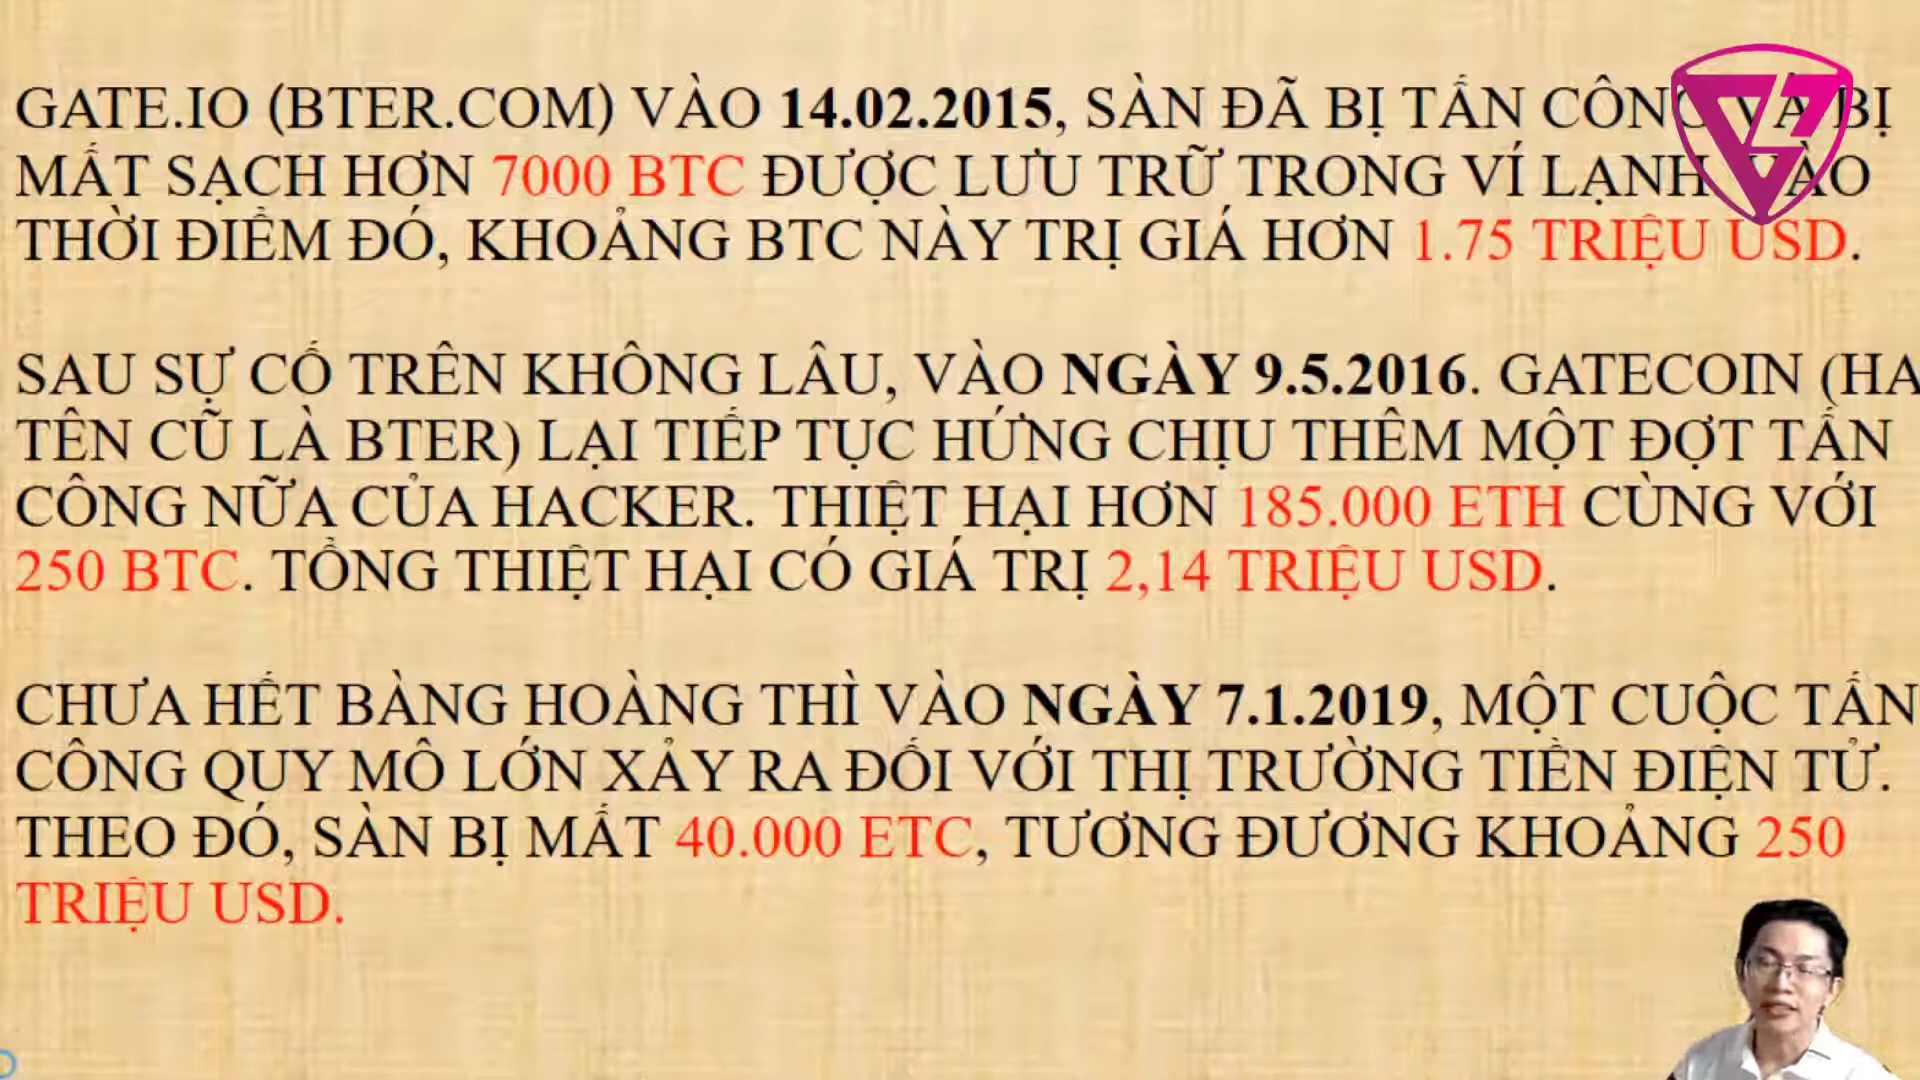 GATE.IO (BTER.COM) VÀO 14.02.2015, SÀN ĐÃ BỊ TẤN CÔNG VÀ BỊ
MẤT SẠCH HƠN 7000 BTC ĐƯỢC LƯU TRỮ TRONG VÍ LẠNH. VÀO
THỜI ĐIỂM ĐÓ, KHOẢNG BTC NÀY TRỊ GIÁ HƠN 1.75 TRIỆU USD.
SAU SỰ CỐ TRÊN KHÔNG LÂU, VÀO NGÀY 9.5.2016. GATECOIN (HA
TÊN CŨ LÀ BTER) LẠI TIẾP TỤC HỨNG CHỊU THÊM MỘT ĐỢT TẤN
CÔNG NỮA CỦA HACKER. THIỆT HẠI HƠN 185.000 ETH CÙNG VỚI
250 BTC. TỔNG THIỆT HẠI CÓ GIÁ TRỊ 2,14 TRIỆU USD.
CHƯA HẾT BÀNG HOÀNG THÌ VÀO NGÀY 7.1.2019, MỘT CUỘC TẤN
CÔNG QUY MÔ LỚN XẢY RA ĐỐI VỚI THỊ TRƯỜNG TIỀN ĐIỆN TỬ.
THEO ĐÓ, SÀN BỊ MẤT 40.000 ETC, TƯƠNG ĐƯƠNG KHOẢNG 250
TRIỆU USD.